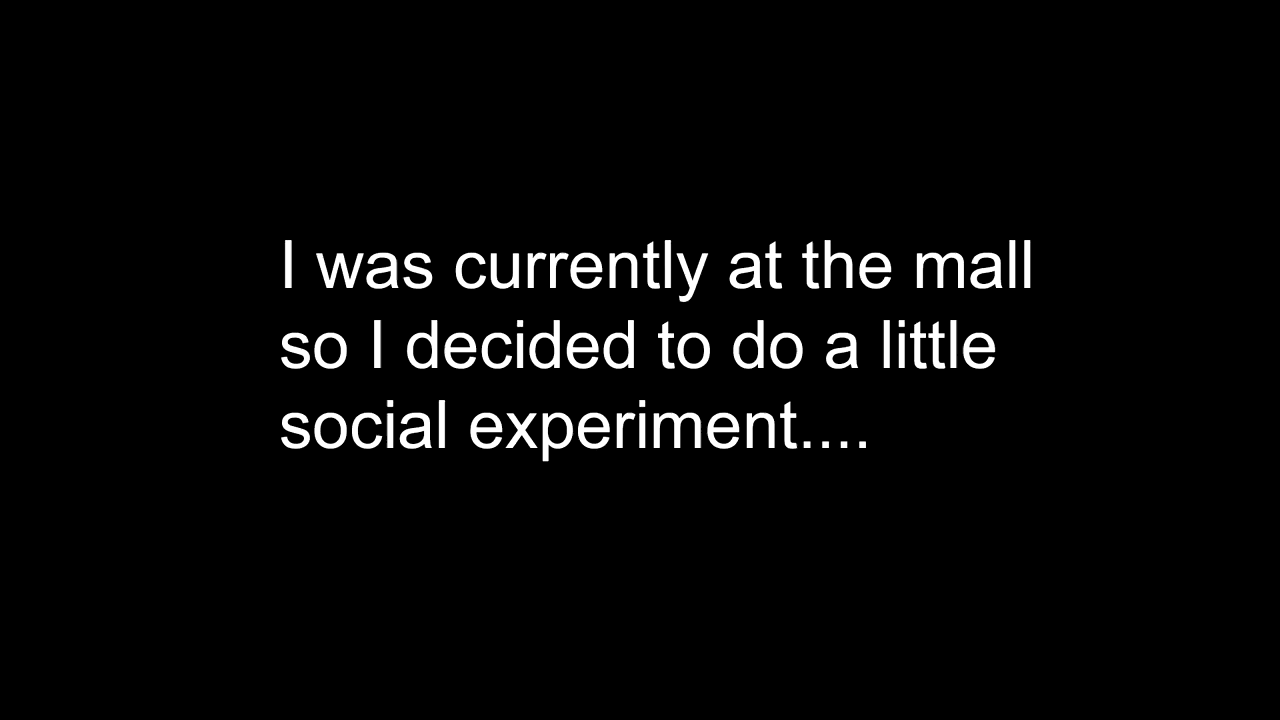 I was currently at the mall
so I decided to do a little
social experiment....